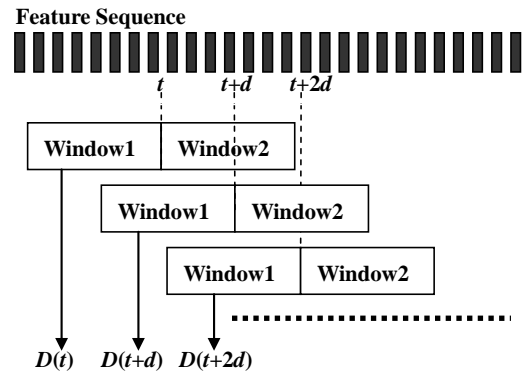 Feature Sequence
t t+d t+2d
Window1 Window2
Window1 Window2
Window1 Window2
D(t) D(t+d) D(t+2d)